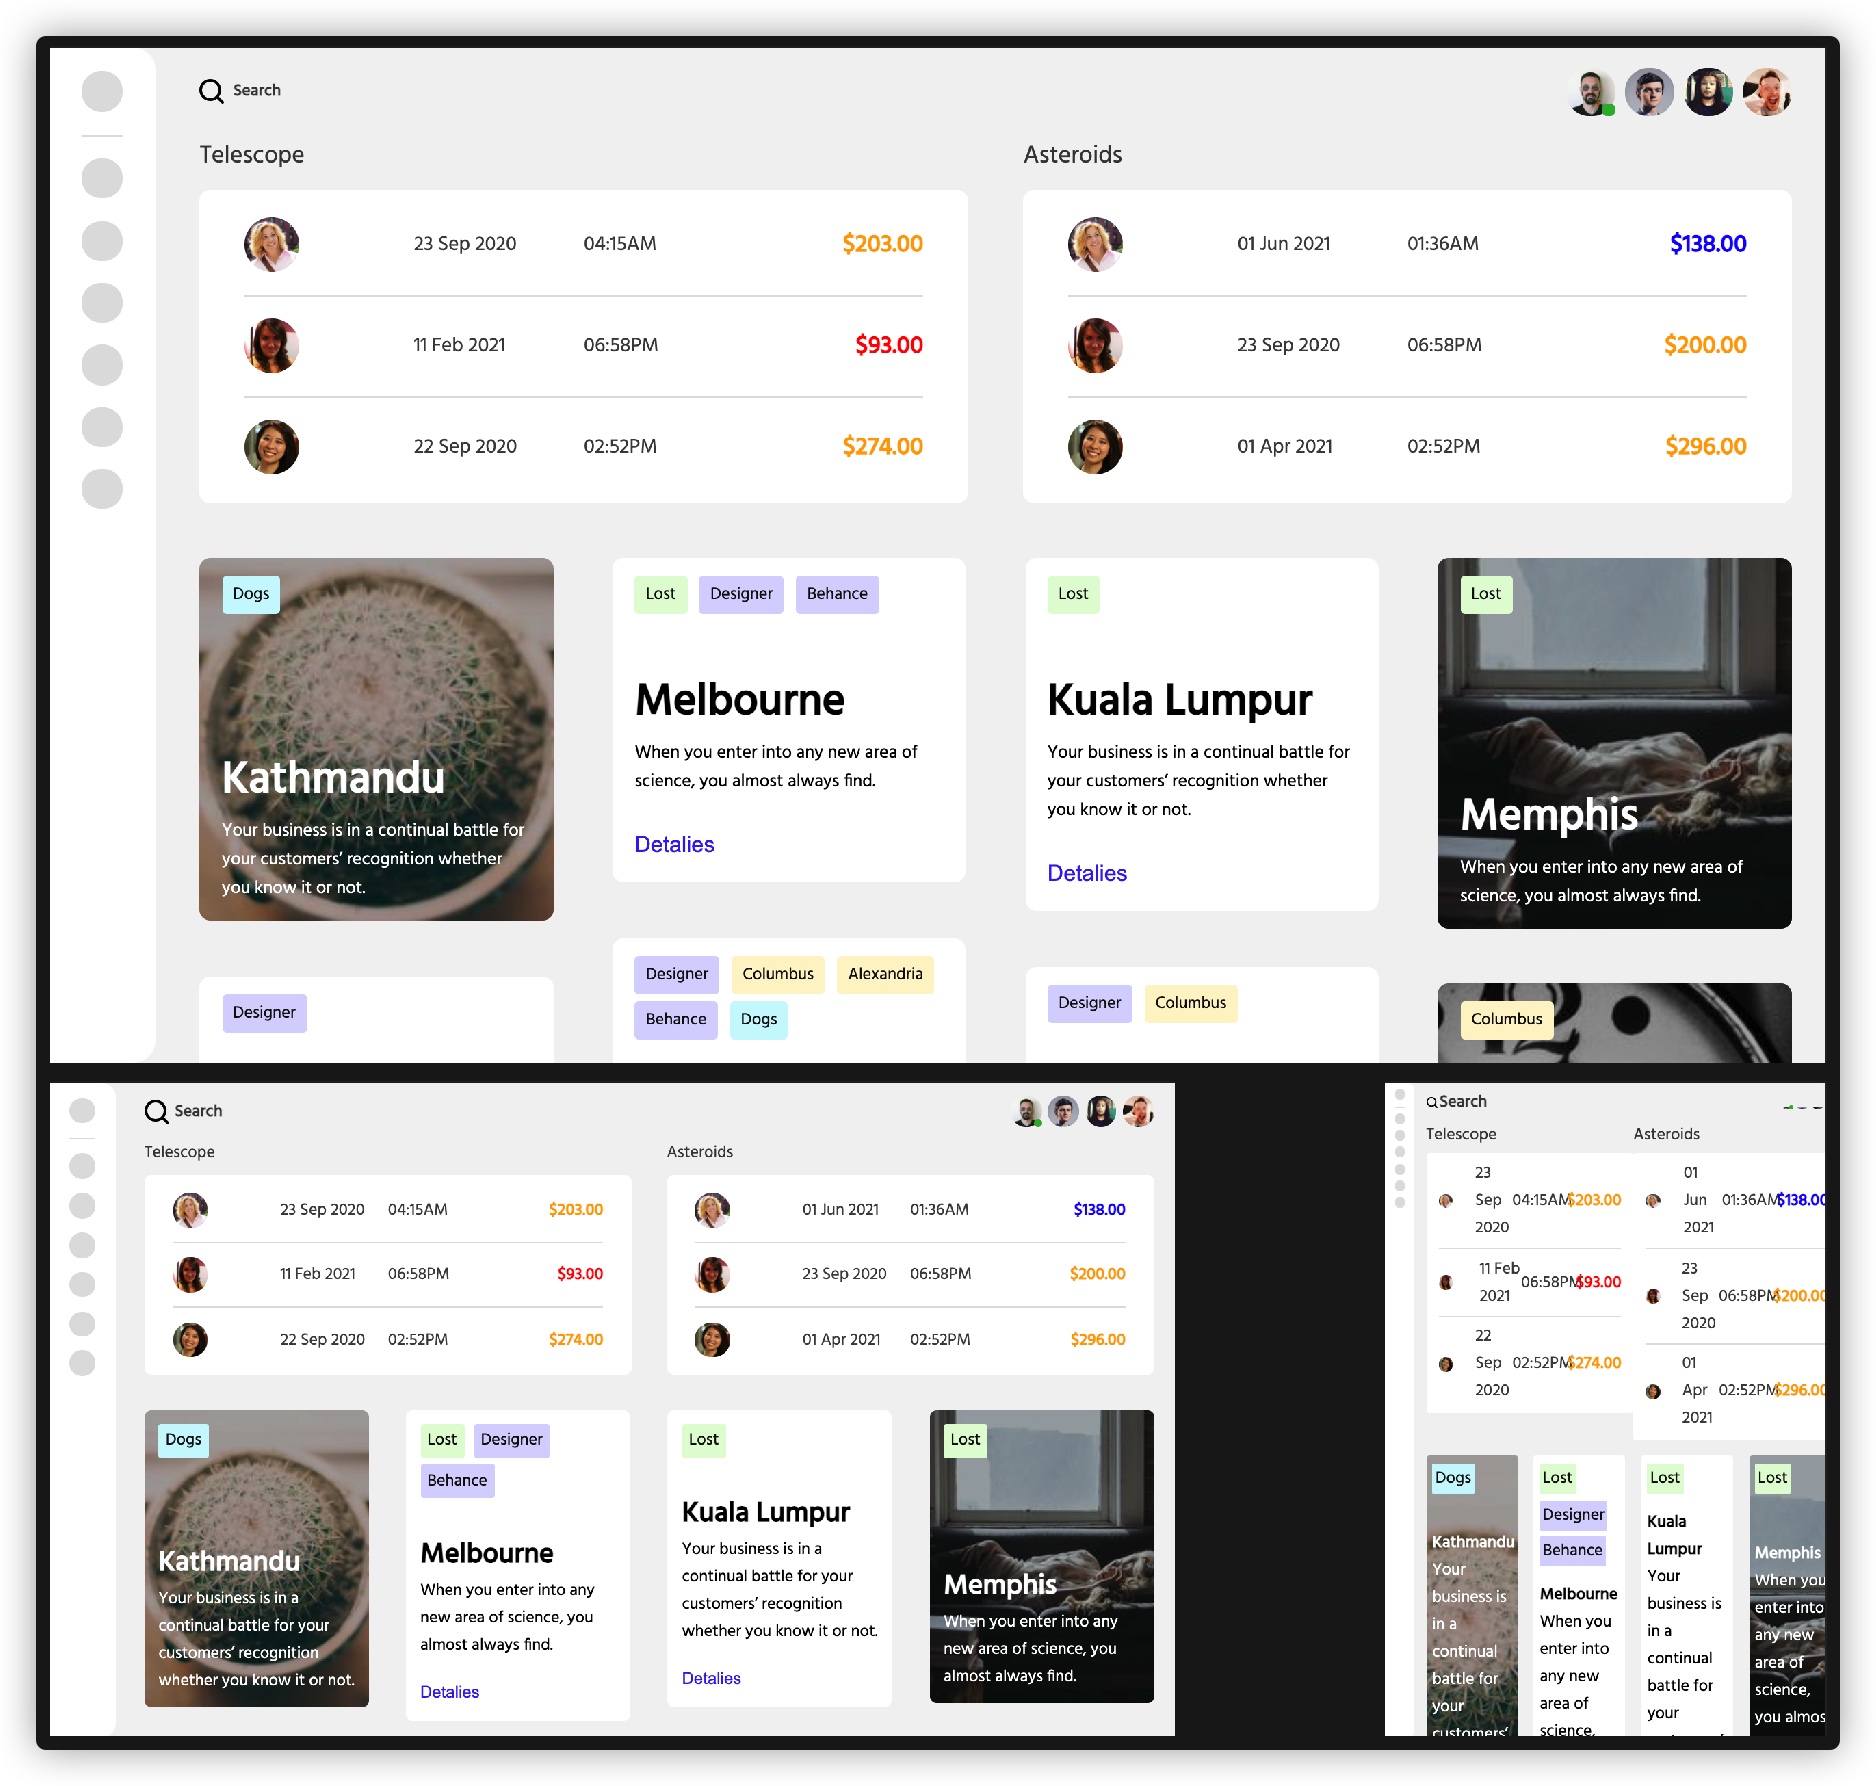 Search
Telescope
Asteroids
23 Sep 2020 04:15AM $203.00
11 Feb 2021 06:58PM $93.00
22 Sep 2020 02:52PM $274.00
01 Jun 2021 01:36AM $138.00
23 Sep 2020 06:58PM $200.00
01 Apr 2021 02:52PM $296.00
Dogs
Kathmandu
Your business is in a continual battle for
your customers’ recognition whether
you know it or not.
Lost Designer Behance
Melbourne
When you enter into any new area of
science, you almost always find.
Detalies
Lost
Kuala Lumpur
Your business is in a continual battle for
your customers’ recognition whether
you know it or not.
Detalies
Lost
Memphis
When you enter into any new area of
science, you almost always find.
Designer
Designer Columbus Alexandria
Behance Dogs
Designer Columbus
Columbus
12
Search
Telescope
Asteroids
23 Sep 2020 04:15AM $203.00
11 Feb 2021 06:58PM $93.00
22 Sep 2020 02:52PM $274.00
01 Jun 2021 01:36AM $138.00
23 Sep 2020 06:58PM $200.00
01 Apr 2021 02:52PM $296.00
Dogs
Kathmandu
Your business is in a
continual battle for your
customers’ recognition
whether you know it or not.
Lost Designer
Behance
Melbourne
When you enter into any
new area of science, you
almost always find.
Detalies
Lost
Kuala Lumpur
Your business is in a
continual battle for your
customers’ recognition
whether you know it or not.
Detalies
Lost
Memphis
When you enter into any
new area of science, you
almost always find.
Search
Telescope
Asteroids
23
Sep 04:15AM $203.00
2020
11 Feb
06:58PM $93.00
2021
22
Sep 02:52PM $274.00
2020
01
Jun 01:36AM $138.00
2021
23
Sep 06:58PM $200.00
2020
01
Apr 02:52PM $296.00
2021
Dogs
Kathmandu
Your
business is
in a
continual
battle for
your
customers’
Lost
Designer
Behance
Melbourne
When you
enter into
any new
area of
science,
Lost
Kuala
Lumpur
Your
business is
in a
continual
battle for
your
Lost
Memphis
When you
enter into
any new
area of
science,
you almos